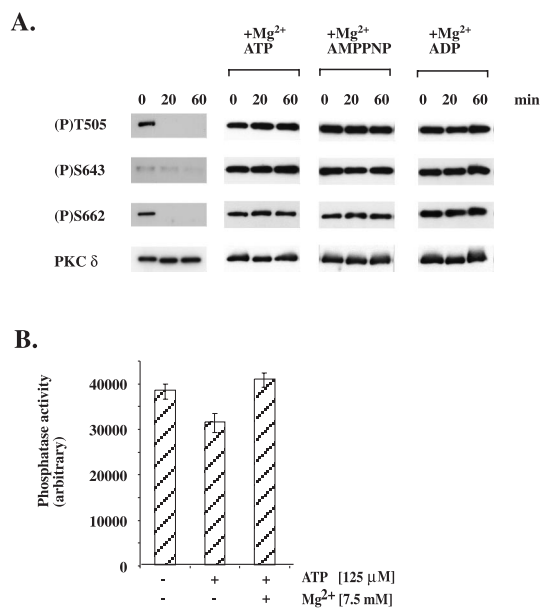 A.
+Mg2+ ATP
+Mg2+ AMPPNP
+Mg2+ ADP
0 20 60 0 20 60 0 20 60 0 20 60 min
(P)T505
(P)S643
(P)S662
PKC δ
B.
Phosphatase activity (arbitrary)
40000
30000
20000
10000
0
- + + ATP [125 µM]
- - + Mg2+ [7.5 mM]